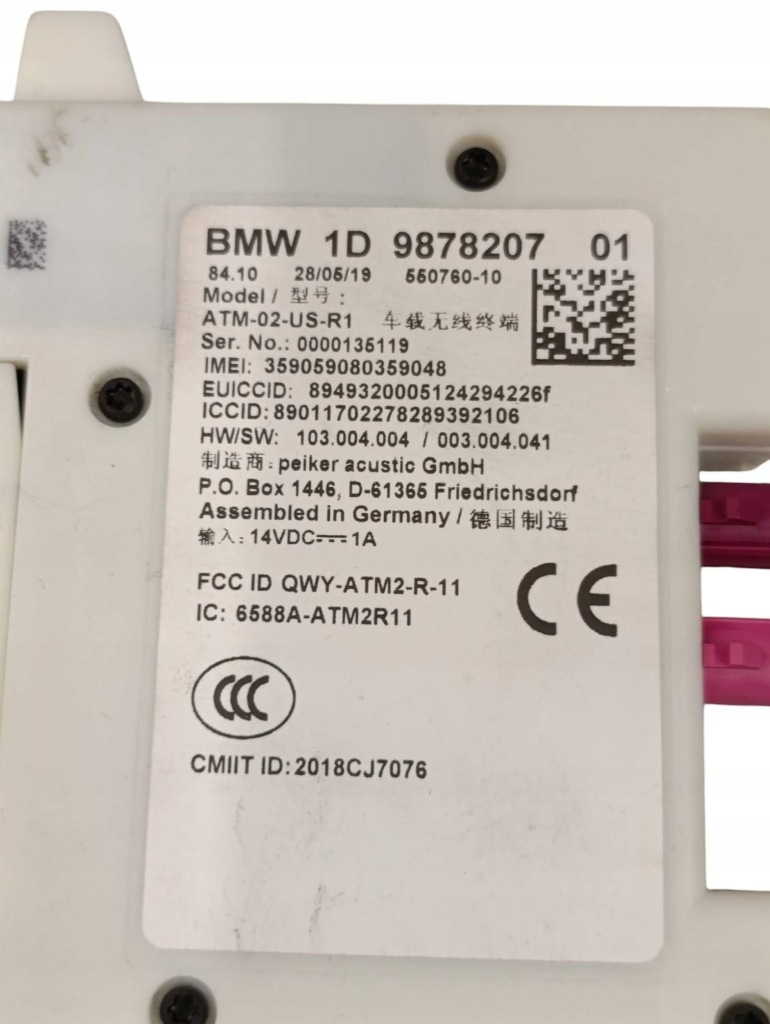 BMW 1D 9878207 01
84.10 28/05/19 550760-10
Model / 型号 :
ATM-02-US-R1 车载无线终端
Ser. No.: 0000135119
IMEI: 359059080359048
EUICCID: 8949320005124294226f
ICCID: 89011702278289392106
HW/SW: 103.004.004 / 003.004.041
制造商: peiker acustic GmbH
P.O. Box 1446, D-61365 Friedrichsdorf
Assembled in Germany / 德国制造
输入: 14VDC⎓1A
FCC ID QWY-ATM2-R-11
IC: 6588A-ATM2R11
CE
CCC
CMIIT ID: 2018CJ7076